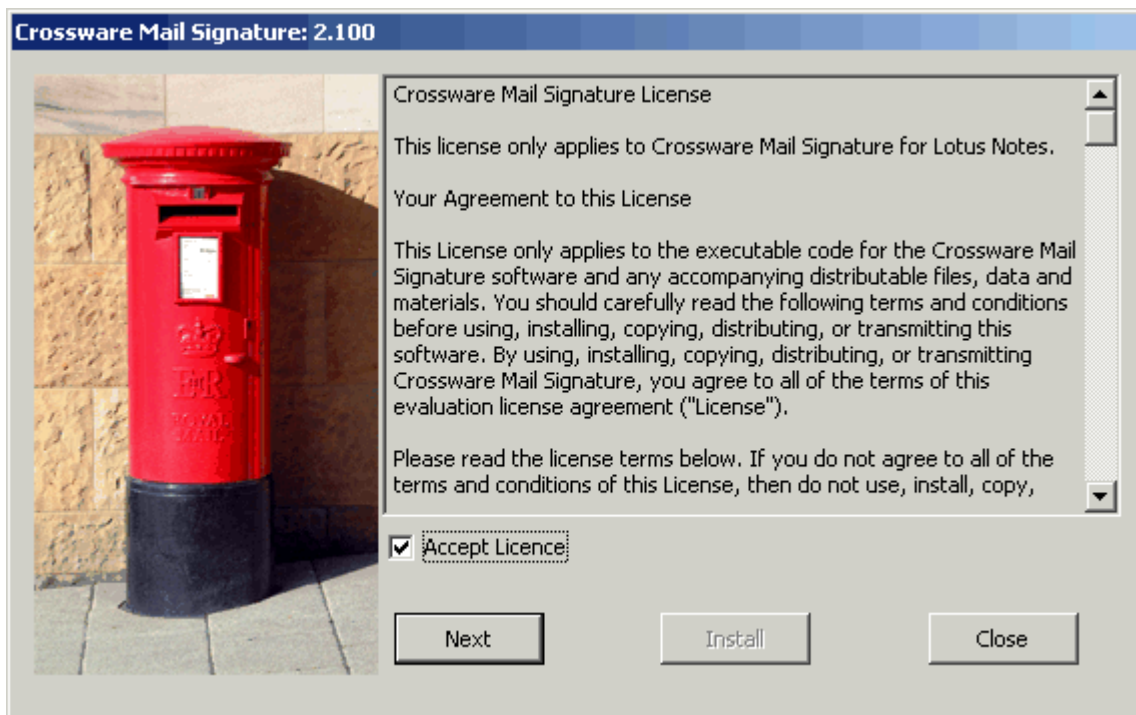 Crossware Mail Signature: 2.100
Crossware Mail Signature License
This license only applies to Crossware Mail Signature for Lotus Notes.
Your Agreement to this License
This License only applies to the executable code for the Crossware Mail
Signature software and any accompanying distributable files, data and
materials. You should carefully read the following terms and conditions
before using, installing, copying, distributing, or transmitting this
software. By using, installing, copying, distributing, or transmitting
Crossware Mail Signature, you agree to all of the terms of this
evaluation license agreement ("License").
Please read the license terms below. If you do not agree to all of the
terms and conditions of this License, then do not use, install, copy,
Accept Licence
Next
Install
Close
E II R
ROYAL
MAIL